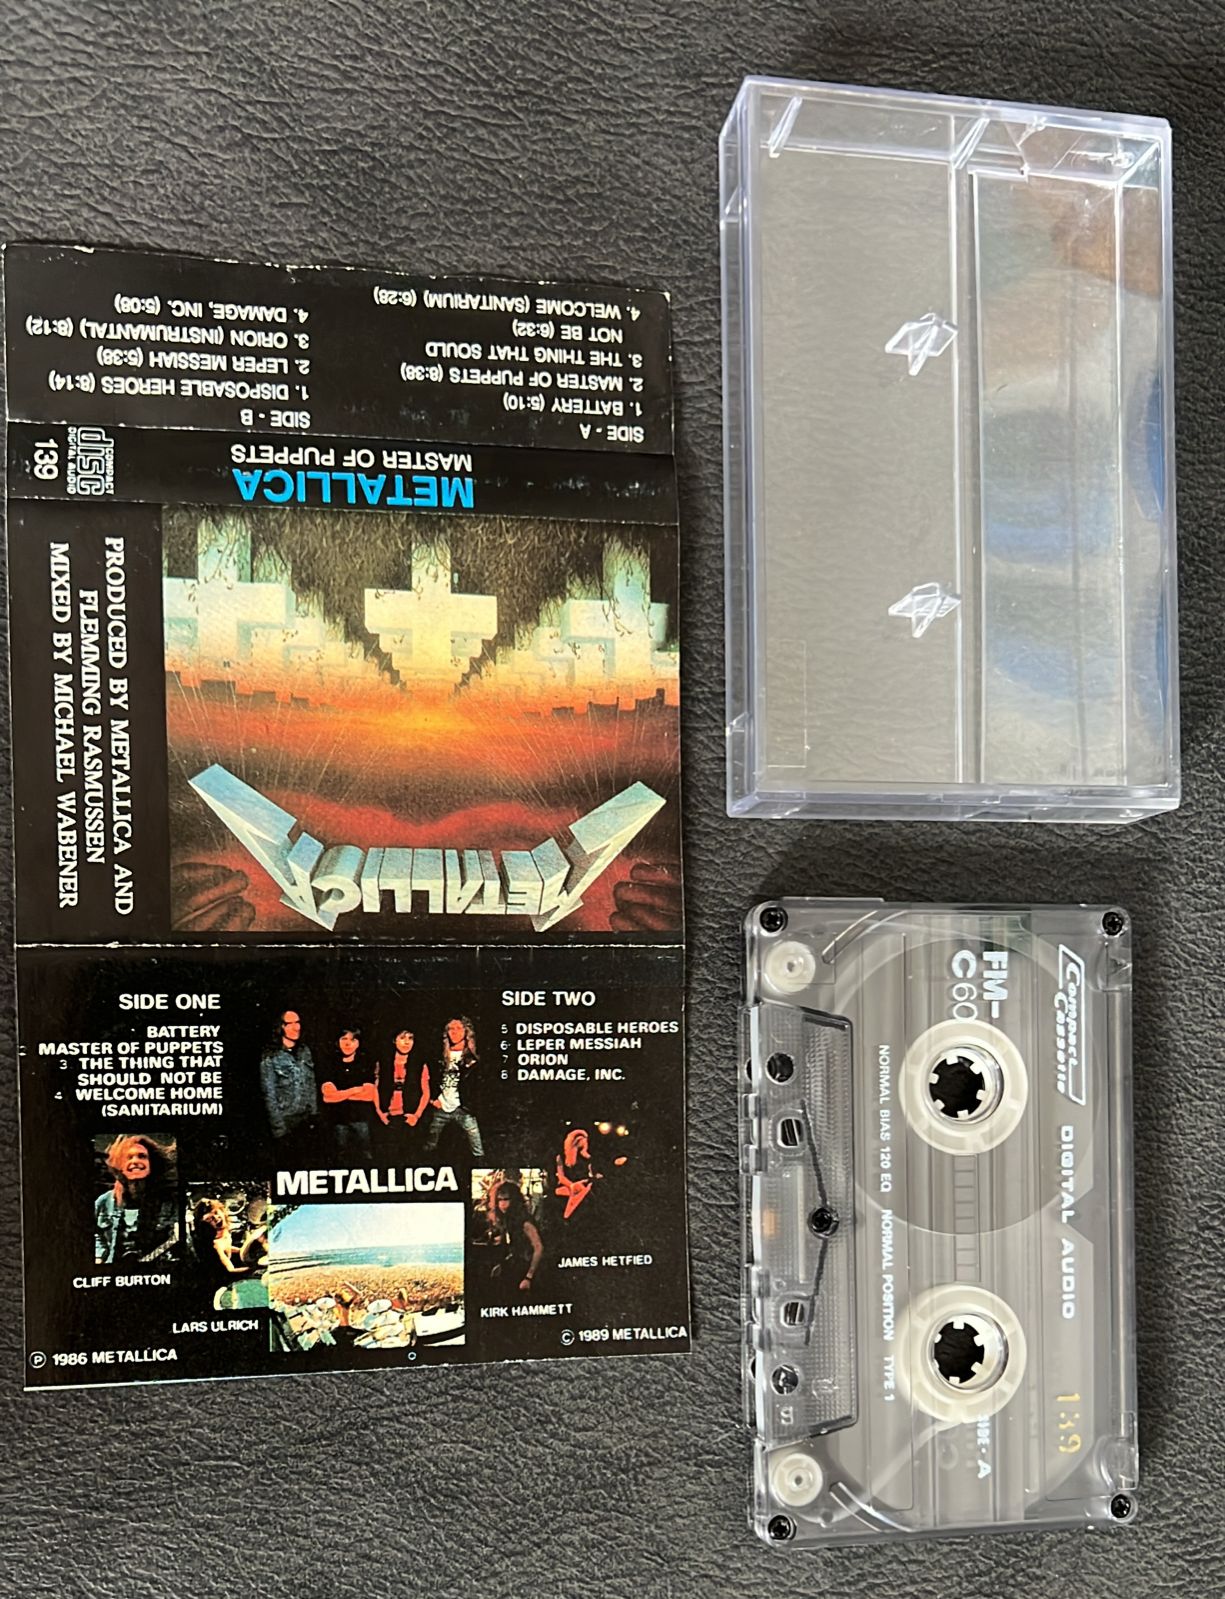 SIDE - A
1. BATTERY (5:10)
2. MASTER OF PUPPETS (8:38)
3. THE THING THAT SOULD
NOT BE (6:32)
4. WELCOME (SANITARIUM) (6:28)
SIDE - B
1. DISPOSABLE HEROES (8:14)
2. LEPER MESSIAH (5:38)
3. ORION (INSTRUMANTAL) (8:12)
4. DAMAGE, INC. (5:08)
METALLICA
MASTER OF PUPPETS
COMPACT
disc
DIGITAL AUDIO
139
METALLICA
PRODUCED BY METALLICA AND
FLEMMING RASMUSSEN
MIXED BY MICHAEL WABENER
SIDE ONE
BATTERY
MASTER OF PUPPETS
3 THE THING THAT
SHOULD NOT BE
4 WELCOME HOME
(SANITARIUM)
SIDE TWO
5 DISPOSABLE HEROES
6 LEPER MESSIAH
7 ORION
8 DAMAGE, INC.
METALLICA
CLIFF BURTON
LARS ULRICH
KIRK HAMMETT
JAMES HETFIED
Ⓟ 1986 METALLICA
© 1989 METALLICA
Compact
Cassette
DIGITAL AUDIO
139
FM-
C60
SIDE - A
NORMAL BIAS 120 EQ NORMAL POSITION TYPE 1
S